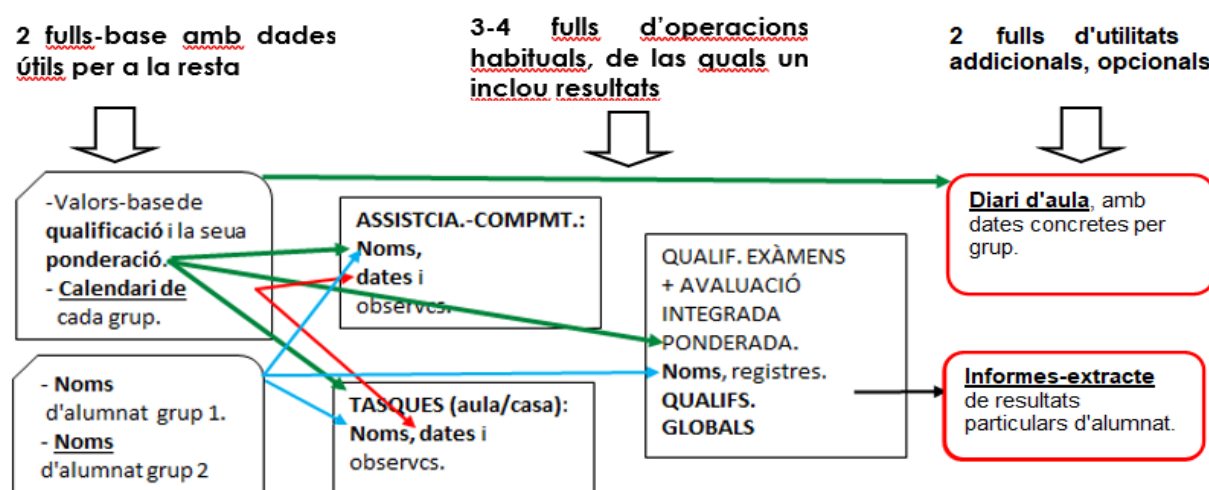 2 fulls-base amb dades
útils per a la resta
3-4 fulls d'operacions
habituals, de las quals un
inclou resultats
2 fulls d'utilitats
addicionals, opcionals
-Valors-base de
qualificació i la seua
ponderació.
- Calendari de
cada grup.
- Noms
d'alumnat grup 1.
- Noms
d'alumnat grup 2
ASSISTCIA.-COMPMT.:
Noms,
dates i
observcs.
TASQUES (aula/casa):
Noms, dates i
observcs.
QUALIF. EXÀMENS
+ AVALUACIÓ
INTEGRADA
PONDERADA.
Noms, registres.
QUALIFS.
GLOBALS
Diari d'aula, amb
dates concretes per
grup.
Informes-extracte
de resultats
particulars d'alumnat.